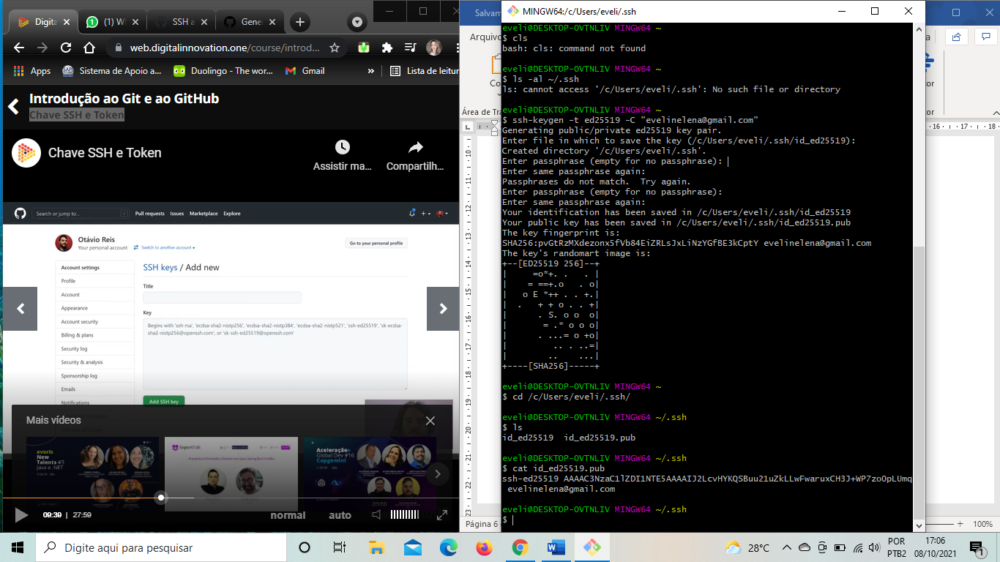 Digita
(1) W
SSH a
Gener
web.digitalinnovation.one/course/introd...
Apps
Sistema de Apoio a...
Duolingo - The wor...
Gmail
»
Lista de leitur
Introdução ao Git e ao GitHub
Chave SSH e Token
Chave SSH e Token
Assistir ma...
Compartilh...
Search or jump to...
/
Pull requests
Issues
Marketplace
Explore
Otávio Reis
Your personal account
Switch to another account
Go to your personal profile
Account settings
Profile
Account
Appearance
Account security
Billing & plans
Security log
Security & analysis
Sponsorship log
Emails
Notifications
SSH keys / Add new
Title
Key
Begins with 'ssh-rsa', 'ecdsa-sha2-nistp256', 'ecdsa-sha2-nistp384', 'ecdsa-sha2-nistp521', 'ssh-ed25519', 'sk-ecdsa-
sha2-nistp256@openssh.com', or 'sk-ssh-ed25519@openssh.com'
Add SSH key
Mais vídeos
everis
New
Talents #3
Java e .NET
ExpertTalk
Aceleração
Global Dev #16
Capgemini
09:39 | 27:59
normal
auto
MINGW64:/c/Users/eveli/.ssh
eveli@DESKTOP-OVTNLIV MINGW64 ~
$ cls
bash: cls: command not found
eveli@DESKTOP-OVTNLIV MINGW64 ~
$ ls -al ~/.ssh
ls: cannot access '/c/Users/eveli/.ssh': No such file or directory
eveli@DESKTOP-OVTNLIV MINGW64 ~
$ ssh-keygen -t ed25519 -C "evelinelena@gmail.com"
Generating public/private ed25519 key pair.
Enter file in which to save the key (/c/Users/eveli/.ssh/id_ed25519):
Created directory '/c/Users/eveli/.ssh'.
Enter passphrase (empty for no passphrase):
Enter same passphrase again:
Passphrases do not match.  Try again.
Enter passphrase (empty for no passphrase):
Enter same passphrase again:
Your identification has been saved in /c/Users/eveli/.ssh/id_ed25519
Your public key has been saved in /c/Users/eveli/.ssh/id_ed25519.pub
The key fingerprint is:
SHA256:pvGtRzMXdezonx5fVb84EiZRLsJxLiNzYGfBE3kCptY evelinelena@gmail.com
The key's randomart image is:
+--[ED25519 256]--+
|     =o*+. .   . |
|    = ==+.o   . o|
|   o E *++ . . +.|
|  .   + + o . . +|
|      . S. o o  o|
|       = .* o o o|
|      . ...= o +o|
|         .. . ..=|
|        ..    ...|
+----[SHA256]-----+
eveli@DESKTOP-OVTNLIV MINGW64 ~
$ cd /c/Users/eveli/.ssh/
eveli@DESKTOP-OVTNLIV MINGW64 ~/.ssh
$ ls
id_ed25519  id_ed25519.pub
eveli@DESKTOP-OVTNLIV MINGW64 ~/.ssh
$ cat id_ed25519.pub
ssh-ed25519 AAAAC3NzaC1lZDI1NTE5AAAAIJ2LcvHYKQSBuu21uZkLLwFwaruxCH3J+WP7zoOpLUmq
evelinelena@gmail.com
eveli@DESKTOP-OVTNLIV MINGW64 ~/.ssh
$
Salvam
Arquivo
Co
Área de Tra
Página 6
100%
Digite aqui para pesquisar
28°C
POR
PTB2
17:06
08/10/2021
1